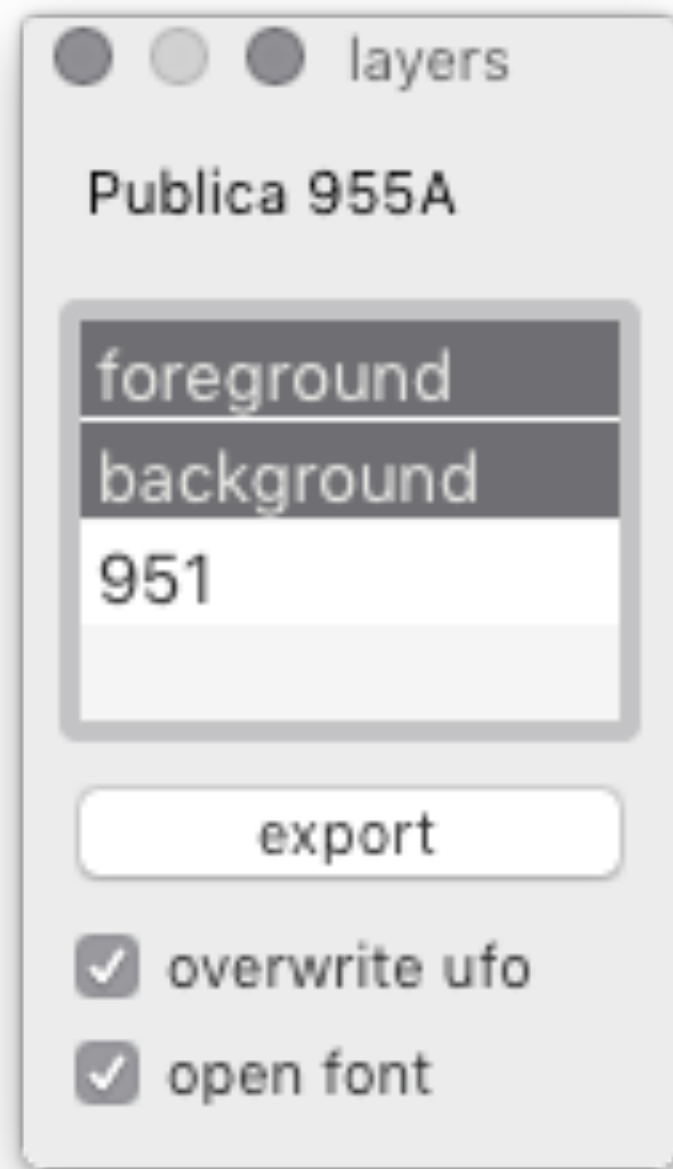 layers
Publica 955A
foreground
background
951
export
overwrite ufo
open font